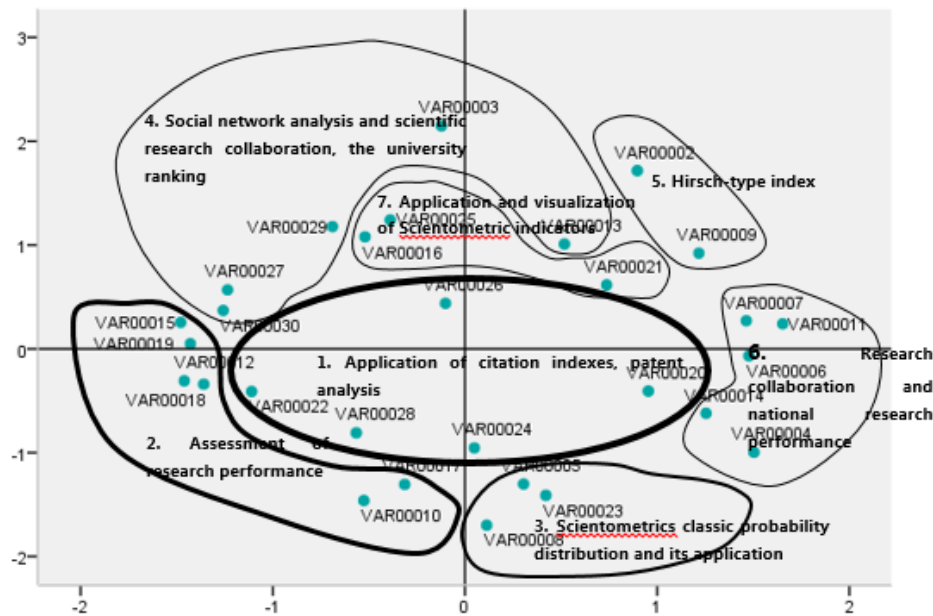 3
VAR00003
4. Social network analysis and scientific
research collaboration, the university
ranking
2
VAR00002
5. Hirsch-type index
7. Application and visualization
of Scientometric indicators
VAR00025
VAR00013
VAR00029
VAR00016
VAR00009
1
VAR00021
VAR00027
VAR00026
VAR00007
VAR00015
VAR00030
VAR00011
VAR00019
0
VAR00012
1. Application of citation indexes, patent
analysis
6. Research
collaboration and
national research
performance
VAR00006
VAR00020
VAR00014
VAR00018
VAR00022
VAR00028
VAR00024
VAR00004
2. Assessment of
research performance
-1
VAR00017
VAR00005
VAR00010
VAR00023
3. Scientometrics classic probability
distribution and its application
VAR00008
-2
-2 -1 0 1 2